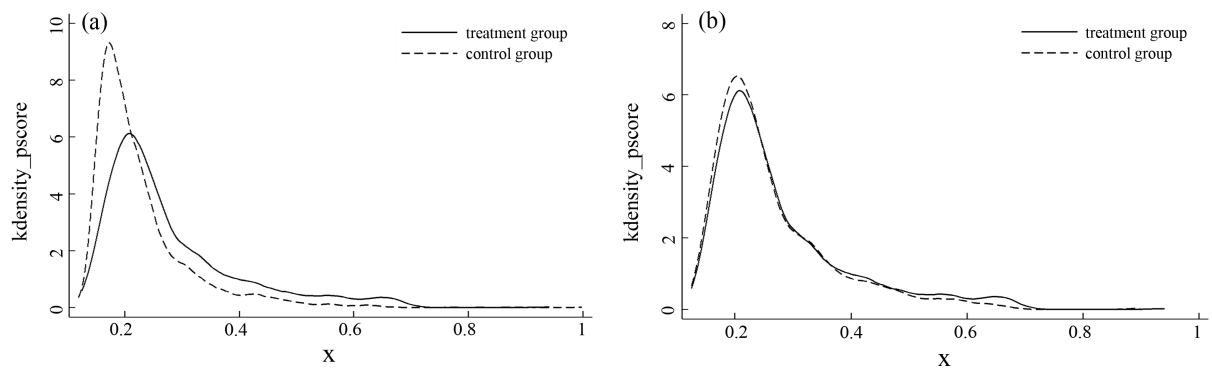 (a)
treatment group
control group
kdensity_pscore
10
8
6
4
2
0
0.2 0.4 0.6 0.8 1
X
(b)
treatment group
control group
kdensity_pscore
8
6
4
2
0
0.2 0.4 0.6 0.8 1
X